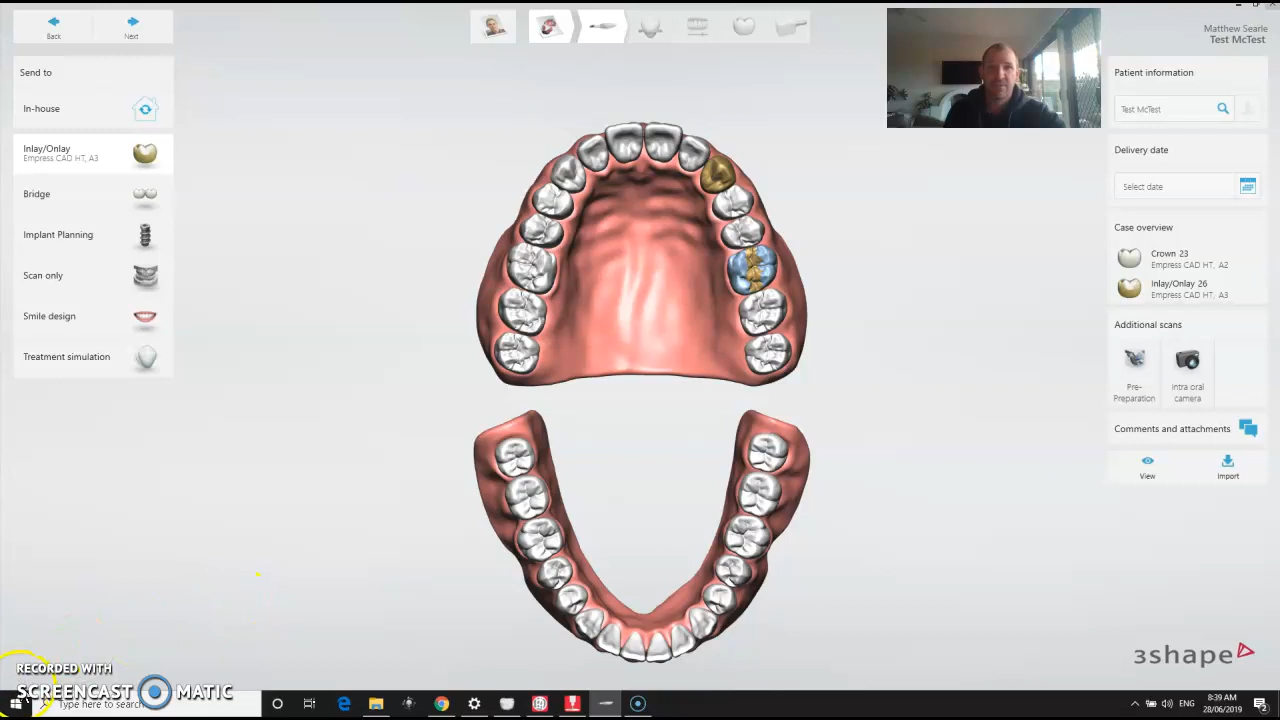 Back
Next
Send to
In-house
Inlay/Onlay
Empress CAD HT, A3
Bridge
Implant Planning
Scan only
Smile design
Treatment simulation
Matthew Searle
Test McTest
Patient information
Test McTest
Delivery date
Select date
Case overview
Crown 23
Empress CAD HT, A2
Inlay/Onlay 26
Empress CAD HT, A3
Additional scans
Pre-
Preparation
Intra oral
camera
Comments and attachments
View
Import
3shape
RECORDED WITH
SCREENCAST MATIC
Type here to search
ENG
8:39 AM
28/06/2019